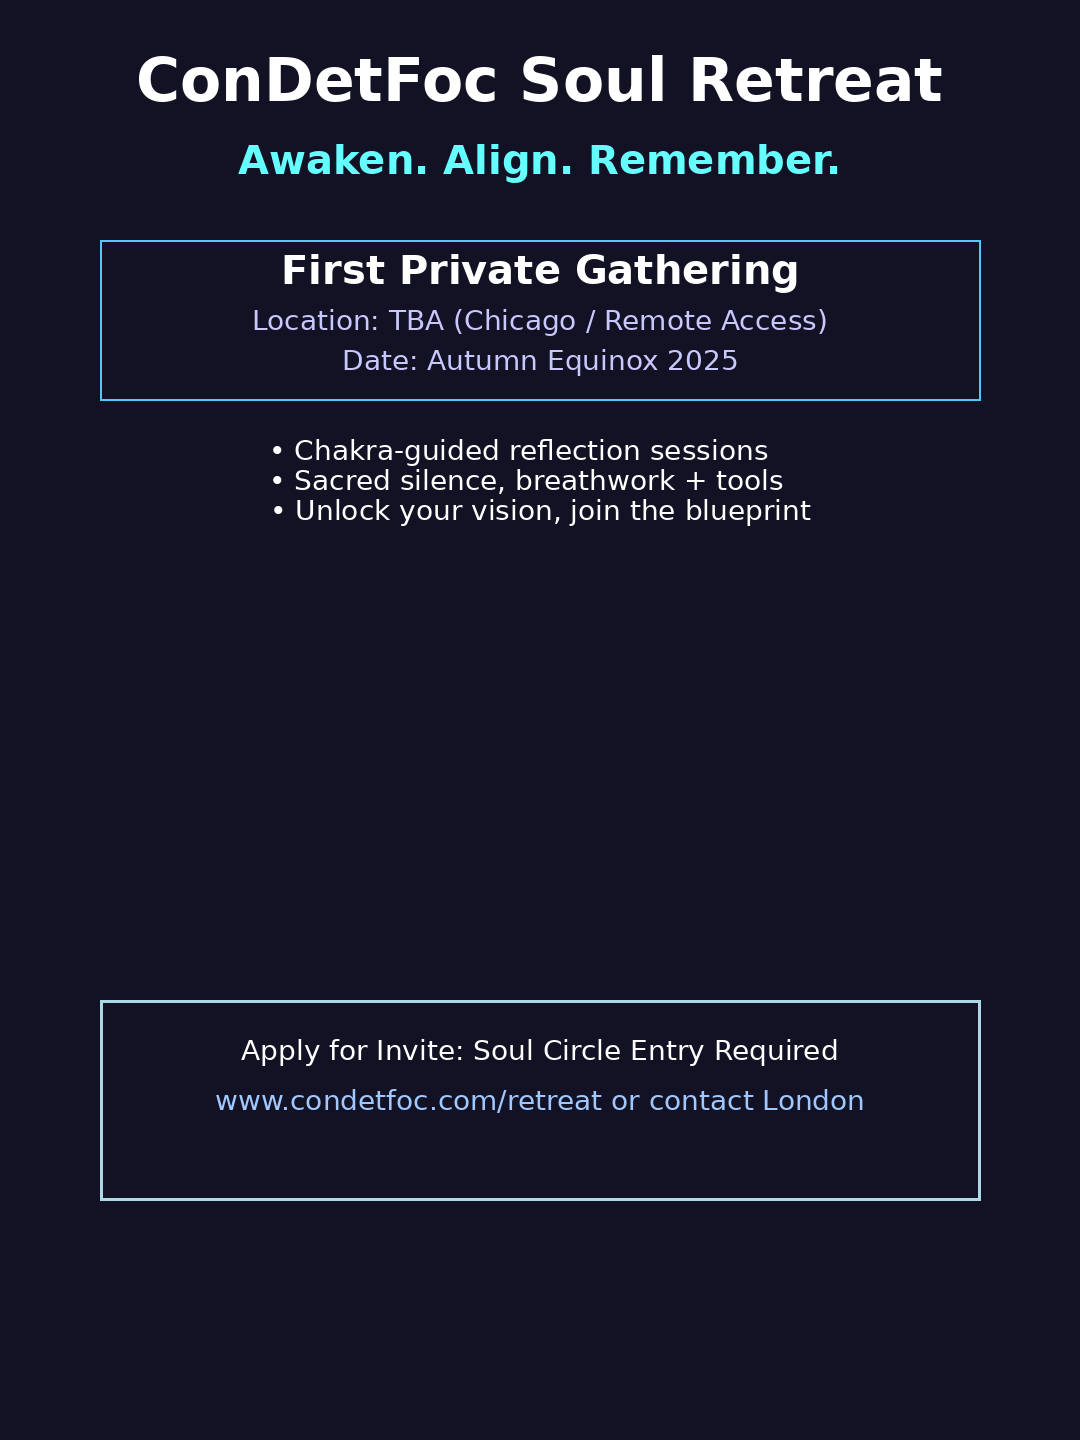 ConDetFoc Soul Retreat
Awaken. Align. Remember.
First Private Gathering
Location: TBA (Chicago / Remote Access)
Date: Autumn Equinox 2025
• Chakra-guided reflection sessions
• Sacred silence, breathwork + tools
• Unlock your vision, join the blueprint
Apply for Invite: Soul Circle Entry Required
www.condetfoc.com/retreat or contact London